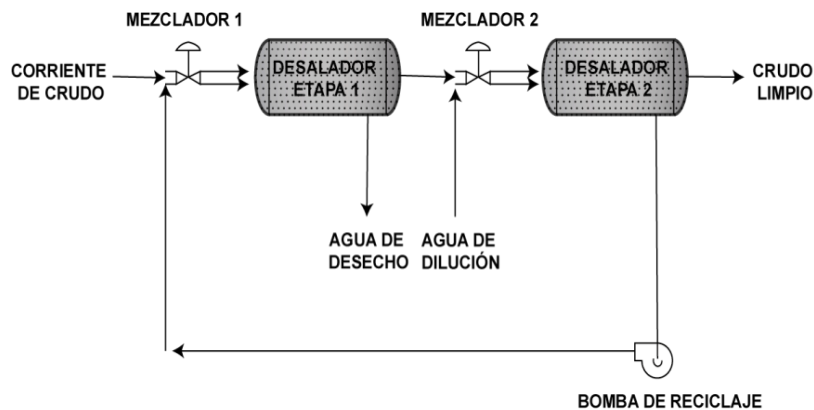 MEZCLADOR 1
MEZCLADOR 2
CORRIENTE
DE CRUDO
DESALADOR
ETAPA 1
DESALADOR
ETAPA 2
CRUDO
LIMPIO
AGUA DE
DESECHO
AGUA DE
DILUCIÓN
BOMBA DE RECICLAJE